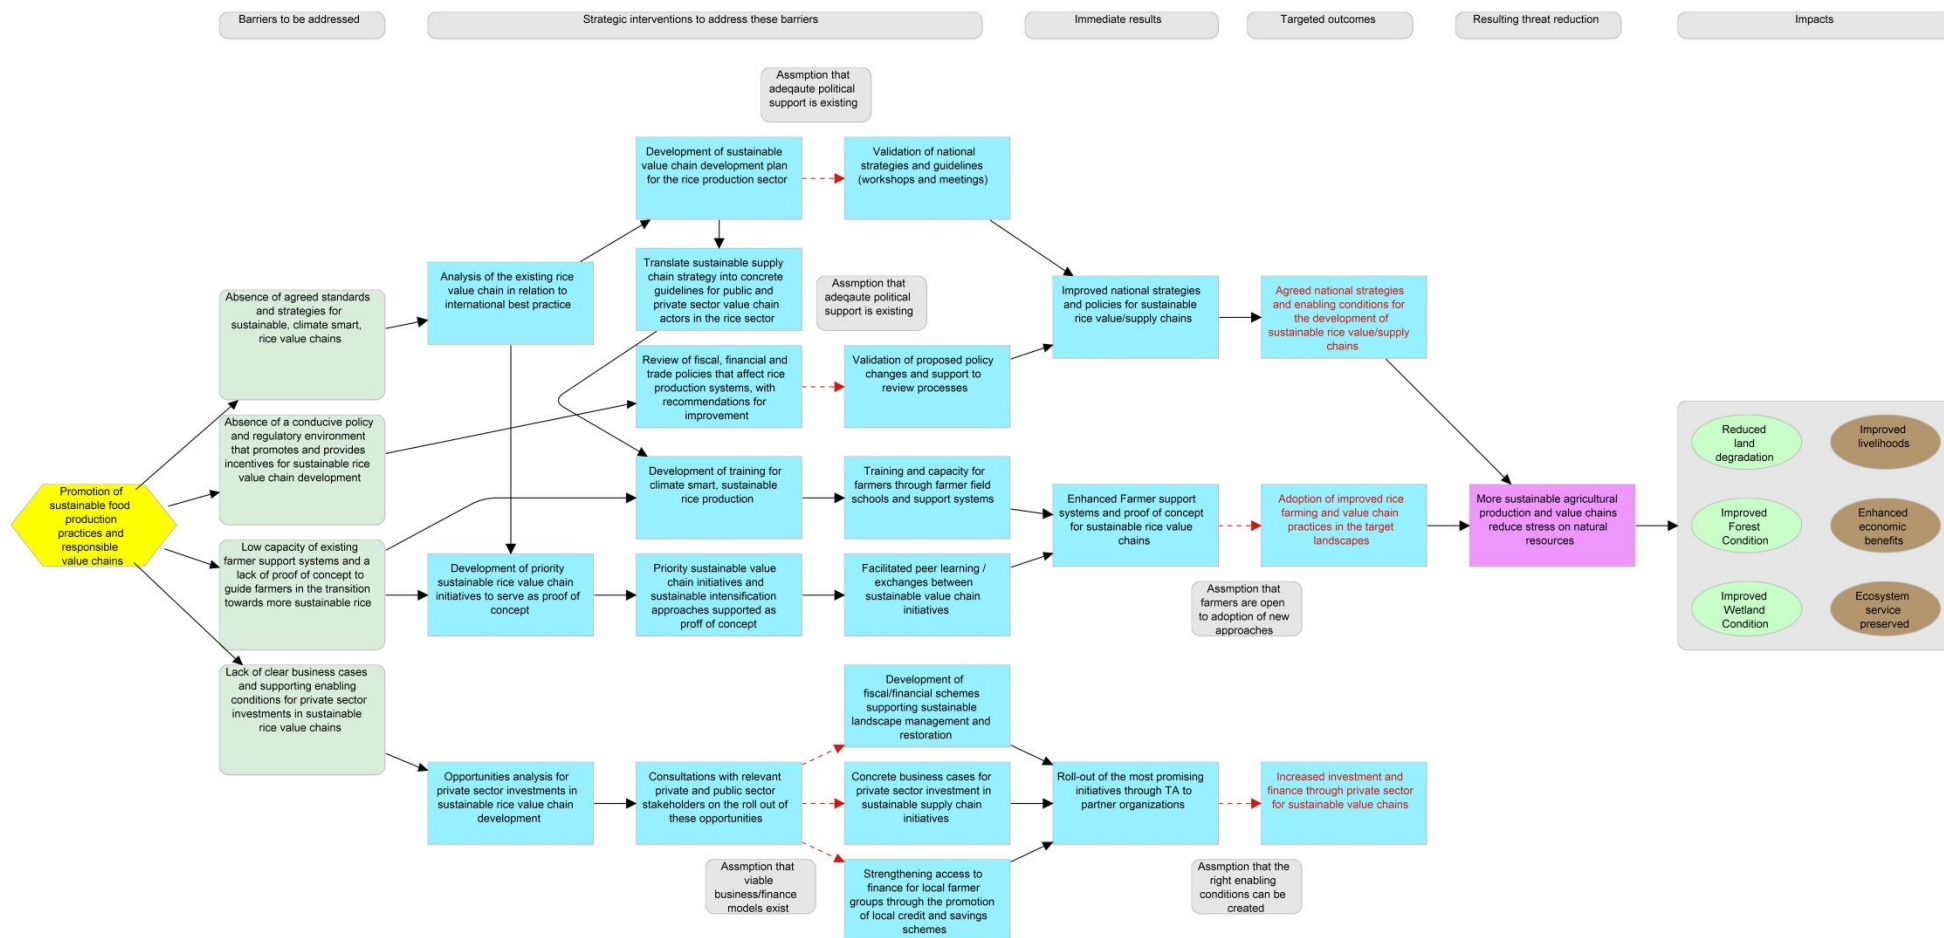 Barriers to be addressed
Strategic interventions to address these barriers
Immediate results
Targeted outcomes
Resulting threat reduction
Impacts
Assmption that
adeqaute political
support is existing
Development of sustainable
value chain development plan
for the rice production sector
Validation of national
strategies and guidelines
(workshops and meetings)
Absence of agreed standards
and strategies for
sustainable, climate smart,
rice value chains
Analysis of the existing rice
value chain in relation to
international best practice
Translate sustainable supply
chain strategy into concrete
guidelines for public and
private sector value chain
actors in the rice sector
Assmption that
adeqaute political
support is existing
Improved national strategies
and policies for sustainable
rice value/supply chains
Agreed national strategies
and enabling conditions for
the development of
sustainable rice value/supply
chains
Review of fiscal, financial and
trade policies that affect rice
production systems, with
recommendations for
improvement
Validation of proposed policy
changes and support to
review processes
Absence of a conducive policy
and regulatory environment
that promotes and provides
incentives for sustainable rice
value chain development
Promotion of
sustainable food
production
practices and
responsible
value chains
Development of training for
climate smart, sustainable
rice production
Training and capacity for
farmers through farmer field
schools and support systems
Enhanced Farmer support
systems and proof of concept
for sustainable rice value
chains
Adoption of improved rice
farming and value chain
practices in the target
landscapes
More sustainable agricultural
production and value chains
reduce stress on natural
resources
Reduced
land
degradation
Improved
livelihoods
Improved
Forest
Condition
Enhanced
economic
benefits
Improved
Wetland
Condition
Ecosystem
service
preserved
Low capacity of existing
farmer support systems and a
lack of proof of concept to
guide farmers in the transition
towards more sustainable rice
Development of priority
sustainable rice value chain
initiatives to serve as proof of
concept
Priority sustainable value
chain initiatives and
sustainable intensification
approaches supported as
proff of concept
Facilitated peer learning /
exchanges between
sustainable value chain
initiatives
Assmption that
farmers are open
to adoption of new
approaches
Lack of clear business cases
and supporting enabling
conditions for private sector
investments in sustainable
rice value chains
Development of
fiscal/financial schemes
supporting sustainable
landscape management and
restoration
Opportunities analysis for
private sector investments in
sustainable rice value chain
development
Consultations with relevant
private and public sector
stakeholders on the roll out of
these opportunities
Concrete business cases for
private sector investment in
sustainable supply chain
initiatives
Roll-out of the most promising
initiatives through TA to
partner organizations
Increased investment and
finance through private sector
for sustainable value chains
Assmption that
viable
business/finance
models exist
Strengthening access to
finance for local farmer
groups through the promotion
of local credit and savings
schemes
Assmption that the
right enabling
conditions can be
created